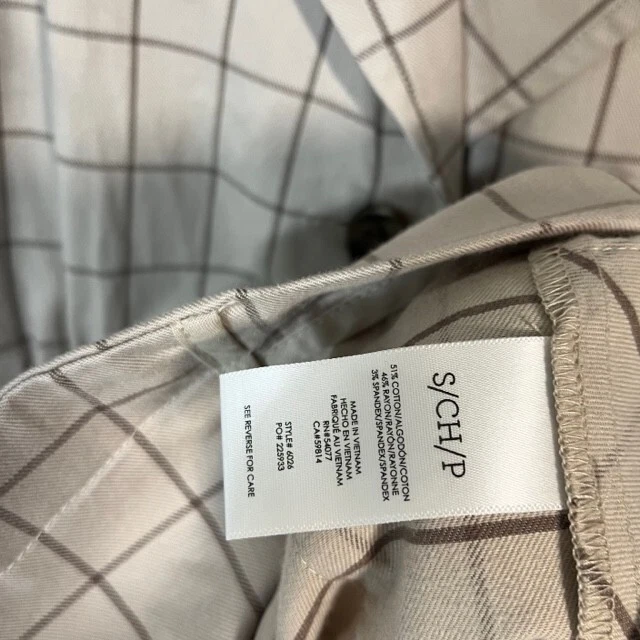 S/CH/P
51% COTTON/ALGODÓN/COTTON
46% RAYON/RAYÓN/RAYONNE
3% SPANDEX/SPANDEX/SPANDEX
MADE IN VIETNAM
HECHO EN VIETNAM
FABRIQUÉ AU VIETNAM
RN#54077
CA#59814
STYLE# 6026
PO# 225933
SEE REVERSE FOR CARE